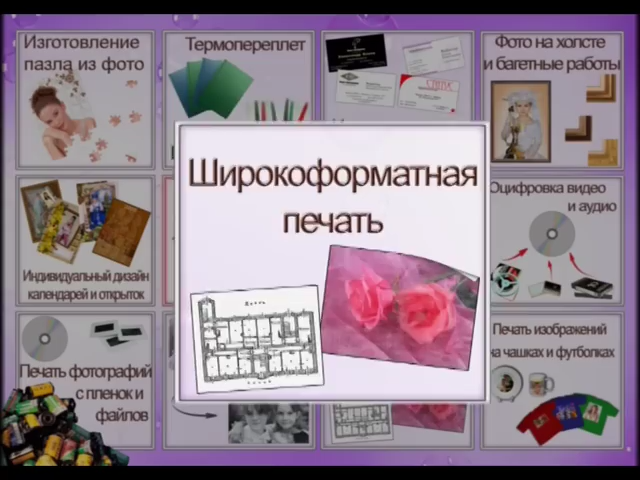 Изготовление
пазла из фото
Термопереплет
Фото на холсте
и багетные работы
Широкоформатная
печать
Оцифровка видео
и аудио
Индивидуальный дизайн
календарей и открыток
Печать фотографий
с пленок и
файлов
Печать изображений
на чашках и футболках